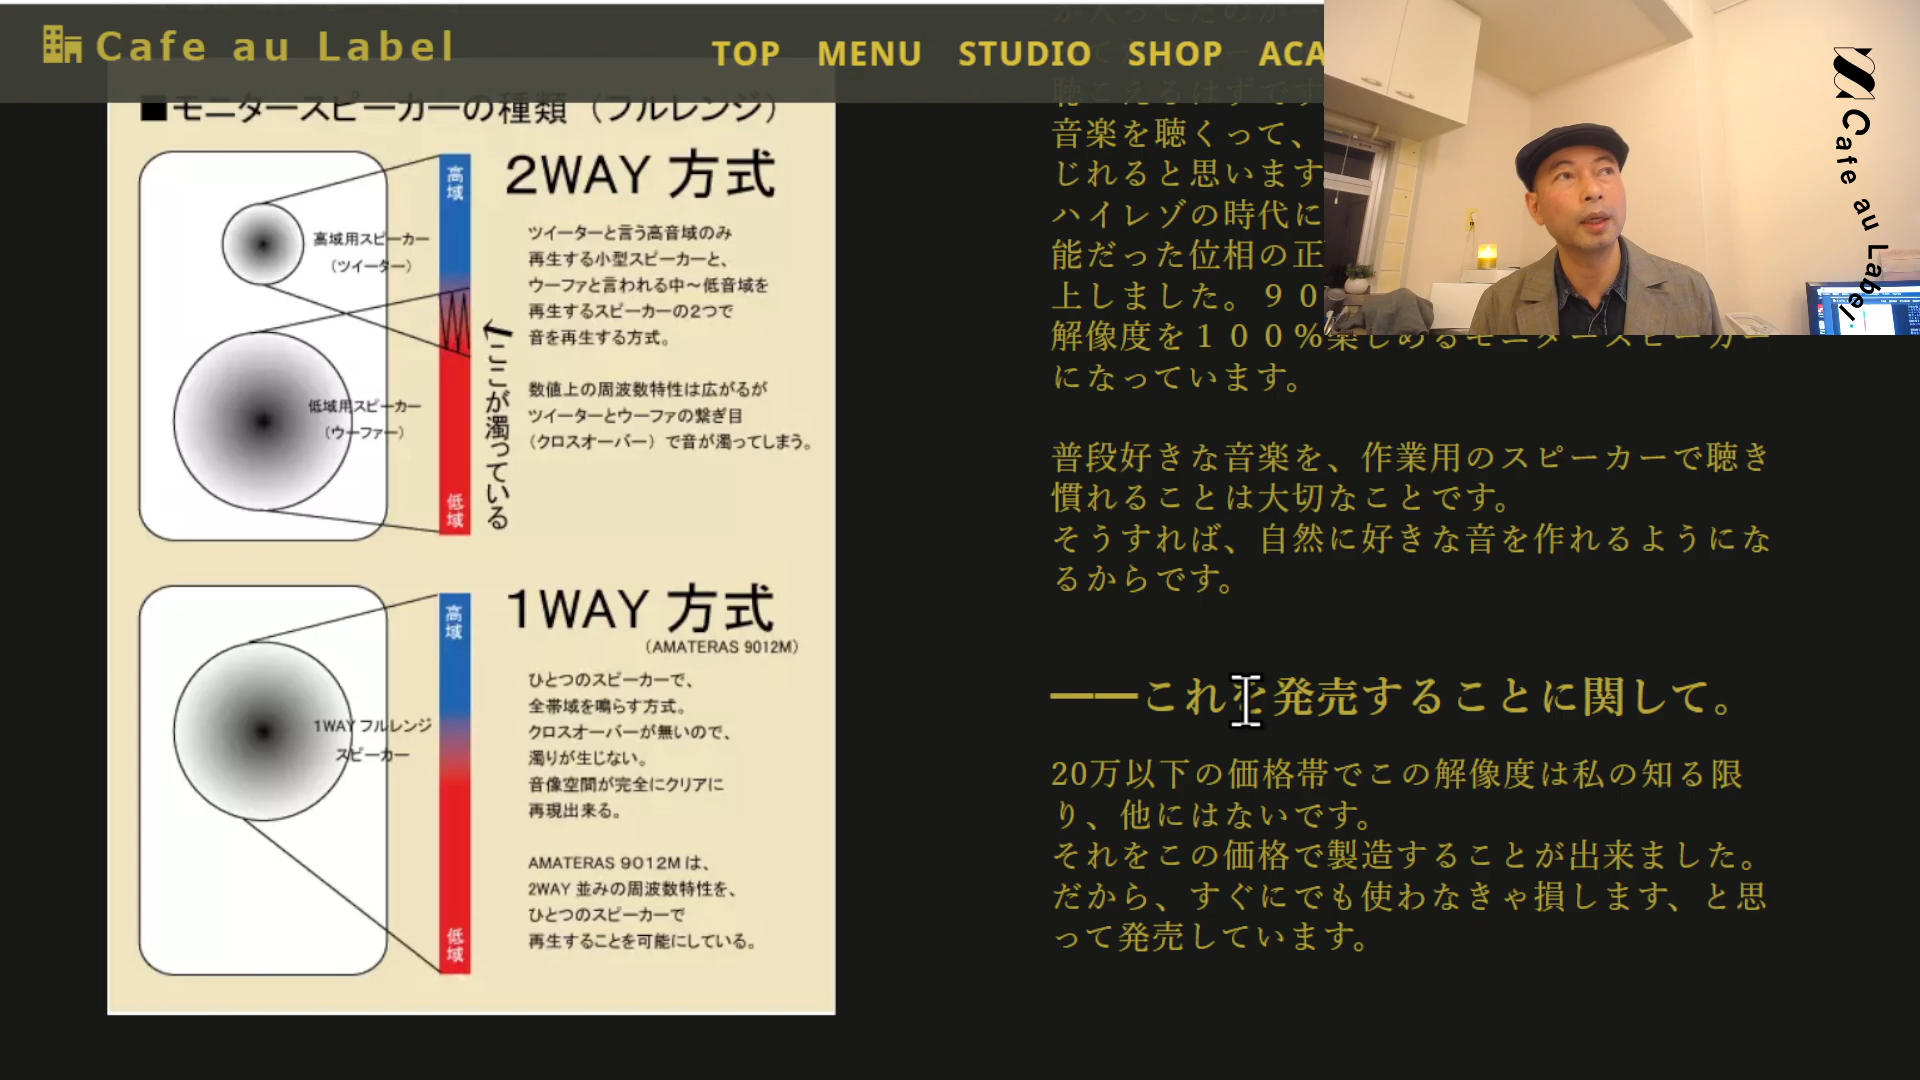 Cafe au Label
TOP MENU STUDIO SHOP ACA
■モニタースピーカーの種類（フルレンジ）
2WAY 方式
高域
高域用スピーカー
（ツイーター）
低域用スピーカー
（ウーファー）
低域
←ここが濁っている
ツイーターと言う高音域のみ
再生する小型スピーカーと、
ウーファと言われる中～低音域を
再生するスピーカーの2つで
音を再生する方式。
数値上の周波数特性は広がるが
ツイーターとウーファの繋ぎ目
（クロスオーバー）で音が濁ってしまう。
1WAY 方式
（AMATERAS 9012M）
高域
1WAY フルレンジ
スピーカー
低域
ひとつのスピーカーで、
全帯域を鳴らす方式。
クロスオーバーが無いので、
濁りが生じない。
音像空間が完全にクリアに
再現出来る。
AMATERAS 9012M は、
2WAY 並みの周波数特性を、
ひとつのスピーカーで
再生することを可能にしている。
聴こえるはずです
音楽を聴くって、
じれると思います
ハイレゾの時代に
能だった位相の正
上しました。９０
解像度を１００％楽しめるモニタースピーカー
になっています。
普段好きな音楽を、作業用のスピーカーで聴き
慣れることは大切なことです。
そうすれば、自然に好きな音を作れるようにな
るからです。
――これを発売することに関して。
20万以下の価格帯でこの解像度は私の知る限
り、他にはないです。
それをこの価格で製造することが出来ました。
だから、すぐにでも使わなきゃ損します、と思
って発売しています。
Cafe au Label